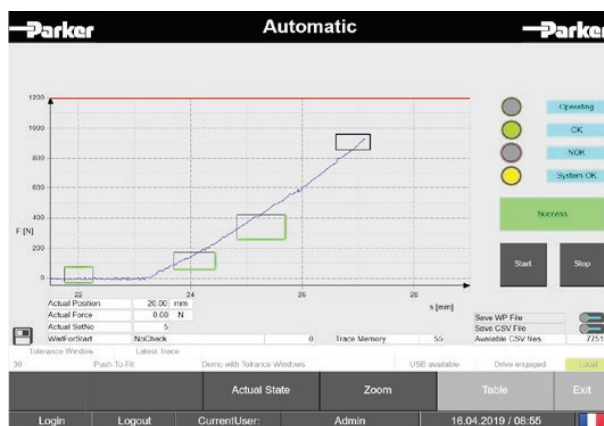 Parker Automatic Parker
1200
1000
800
600
400
200
0
F [N]
22 24 26 28
s [mm]
Operating
OK
NOK
System OK
Success
Start Stop
Actual Position 20.00 mm
Actual Force 0.00 N
Actual SetNo 5
WaitForStart NoCheck 0 Trace Memory 55
Save WP File
Save CSV File
Available CSV files 7751
Tolerance Window Latest Trace
30 Push-To-Fit Demo with Tolrance Windows USB available Drive engaged Local
Actual State Zoom Table Exit
Login Logout CurrentUser: Admin 16.04.2019 / 08:55